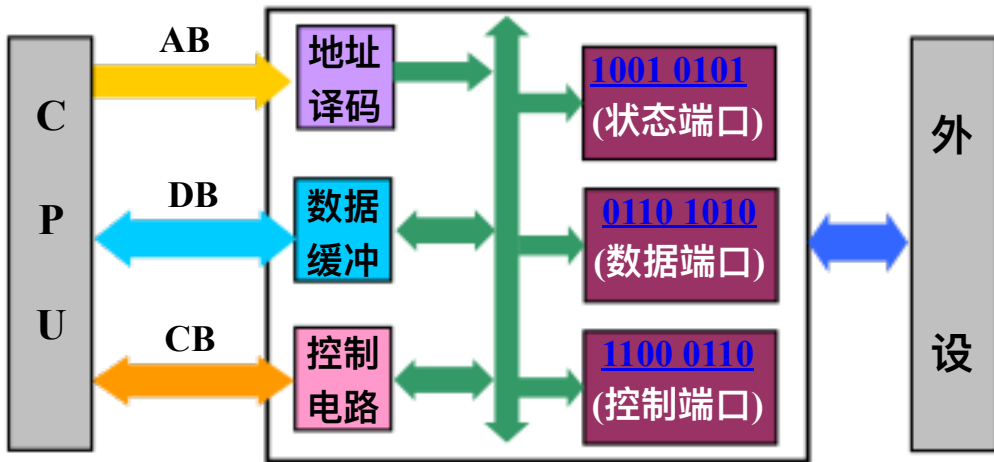 C
P
U
AB
DB
CB
地址
译码
数据
缓冲
控制
电路
1001 0101
(状态端口)
0110 1010
(数据端口)
1100 0110
(控制端口)
外
设